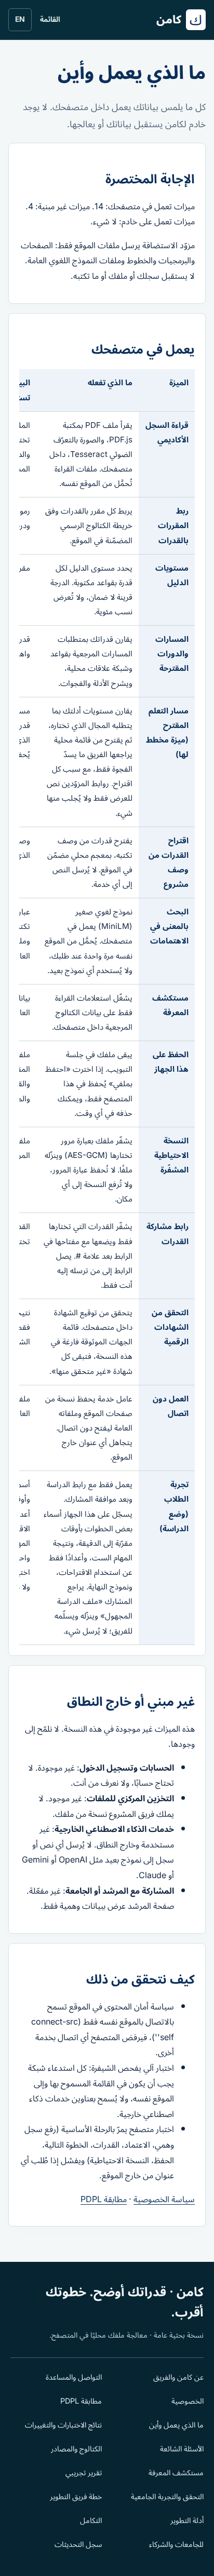 ك كامن
القائمة
EN
ما الذي يعمل وأين
كل ما يلمس بياناتك يعمل داخل متصفحك. لا يوجد
خادم لكامن يستقبل بياناتك أو يعالجها.
الإجابة المختصرة
ميزات تعمل في متصفحك: 14. ميزات غير مبنية: 4.
ميزات تعمل على خادم: لا شيء.
مزوّد الاستضافة يرسل ملفات الموقع فقط: الصفحات
والبرمجيات والخطوط وملفات النموذج اللغوي العامة.
لا يستقبل سجلك أو ملفك أو ما تكتبه.
يعمل في متصفحك
الميزة
ما الذي تفعله
قراءة السجل
الأكاديمي
يقرأ ملف PDF بمكتبة
PDF.js، والصورة بالتعرّف
الضوئي Tesseract، داخل
متصفحك. ملفات القراءة
تُحمَّل من الموقع نفسه.
ربط
المقررات
بالقدرات
يربط كل مقرر بالقدرات وفق
خريطة الكتالوج الرسمي
المضمّنة في الموقع.
مستويات
الدليل
يحدد مستوى الدليل لكل
قدرة بقواعد مكتوبة. الدرجة
قرينة لا ضمان، ولا تُعرض
نسب مئوية.
المسارات
والدورات
المقترحة
يقارن قدراتك بمتطلبات
المسارات المرجعية بقواعد
وشبكة علاقات محلية،
ويشرح الأدلة والفجوات.
مسار التعلم
المقترح
(ميزة مخطط
لها)
يقارن مستويات أدلتك بما
يتطلبه المجال الذي تختاره،
ثم يقترح من قائمة محلية
يراجعها الفريق ما يسدّ
الفجوة فقط، مع سبب كل
اقتراح. روابط المزوّدين نص
للعرض فقط ولا يُجلب منها
شيء.
اقتراح
القدرات من
وصف
مشروع
يقترح قدرات من وصف
تكتبه، بمعجم محلي مضمّن
في الموقع. لا يُرسل النص
إلى أي خدمة.
البحث
بالمعنى في
الاهتمامات
نموذج لغوي صغير
(MiniLM) يعمل في
متصفحك. يُحمَّل من الموقع
نفسه مرة واحدة عند طلبك،
ولا يُستخدم أي نموذج بعيد.
مستكشف
المعرفة
يشغّل استعلامات القراءة
فقط على بيانات الكتالوج
المرجعية داخل متصفحك.
الحفظ على
هذا الجهاز
يبقى ملفك في جلسة
التبويب. إذا اخترت «احتفظ
بملفي» يُحفظ في هذا
المتصفح فقط، ويمكنك
حذفه في أي وقت.
النسخة
الاحتياطية
المشفّرة
يشفّر ملفك بعبارة مرور
تختارها (AES-GCM) وينزّله
ملفًا. لا تُحفظ عبارة المرور،
ولا تُرفع النسخة إلى أي
مكان.
رابط مشاركة
القدرات
يشفّر القدرات التي تختارها
فقط ويضعها مع مفتاحها في
الرابط بعد علامة #. يصل
الرابط إلى من ترسله إليه
أنت فقط.
التحقق من
الشهادات
الرقمية
يتحقق من توقيع الشهادة
داخل متصفحك. قائمة
الجهات الموثوقة فارغة في
هذه النسخة، فتبقى كل
شهادة «غير متحقق منها».
العمل دون
اتصال
عامل خدمة يحفظ نسخة من
صفحات الموقع وملفاته
العامة ليفتح دون اتصال.
يتجاهل أي عنوان خارج
الموقع.
تجربة
الطلاب
(وضع
الدراسة)
يعمل فقط مع رابط الدراسة
وبعد موافقة المشارك.
يسجّل على هذا الجهاز أسماء
بعض الخطوات بأوقات
مقرّبة إلى الدقيقة، ونتيجة
المهام الست، وأعدادًا فقط
عن استخدام الاقتراحات،
ونموذج النهاية. يراجع
المشارك «ملف الدراسة
المجهول» وينزّله ويسلّمه
للفريق؛ لا يُرسل شيء.
غير مبني أو خارج النطاق
هذه الميزات غير موجودة في هذه النسخة. لا نلمّح إلى
وجودها.
الحسابات وتسجيل الدخول: غير موجودة. لا
تحتاج حسابًا، ولا نعرف من أنت.
التخزين المركزي للملفات: غير موجود. لا
يملك فريق المشروع نسخة من ملفك.
خدمات الذكاء الاصطناعي الخارجية: غير
مستخدمة وخارج النطاق. لا يُرسل أي نص أو
سجل إلى نموذج بعيد مثل OpenAI أو Gemini
أو Claude.
المشاركة مع المرشد أو الجامعة: غير مفعّلة.
صفحة المرشد عرض ببيانات وهمية فقط.
كيف نتحقق من ذلك
سياسة أمان المحتوى في الموقع تسمح
بالاتصال بالموقع نفسه فقط (connect-src
'self')، فيرفض المتصفح أي اتصال بخدمة
أخرى.
اختبار آلي يفحص الشيفرة: كل استدعاء شبكة
يجب أن يكون في القائمة المسموح بها وإلى
الموقع نفسه، ولا يُسمح بعناوين خدمات ذكاء
اصطناعي خارجية.
اختبار متصفح يمرّ بالرحلة الأساسية (رفع سجل
وهمي، الاعتماد، القدرات، الخطوة التالية،
الحفظ، النسخة الاحتياطية) ويفشل إذا طُلب أي
عنوان من خارج الموقع.
سياسة الخصوصية · مطابقة PDPL
كامن · قدراتك أوضح. خطوتك
أقرب.
نسخة بحثية عامة · معالجة ملفك محليًا في المتصفح.
عن كامن والفريق
التواصل والمساعدة
الخصوصية
مطابقة PDPL
ما الذي يعمل وأين
نتائج الاختبارات والتغييرات
الأسئلة الشائعة
الكتالوج والمصادر
مستكشف المعرفة
تقرير تجريبي
التحقق والتجربة الجامعية
خطة فريق التطوير
أدلة التطوير
التكامل
للجامعات والشركاء
سجل التحديثات